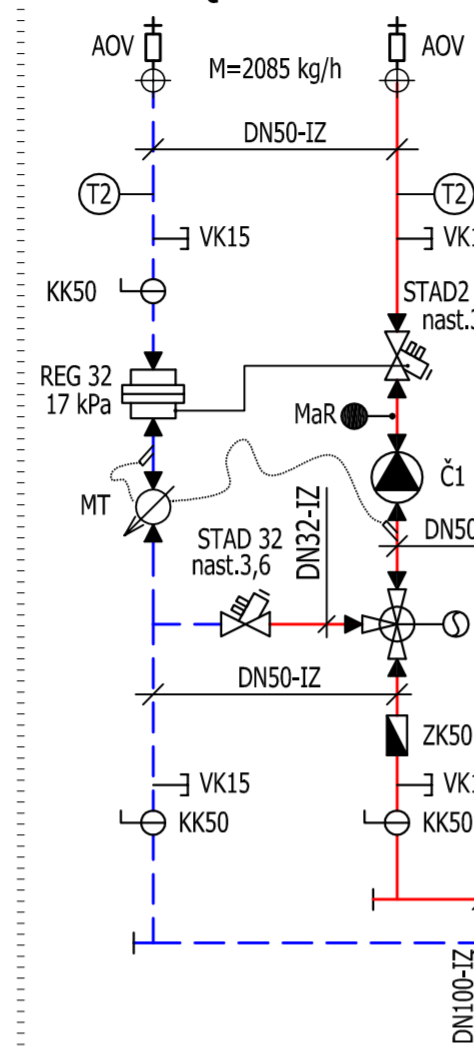 AOV
AOV
M=2085 kg/h
DN50-IZ
T2
T2
VK15
KK50
STAD2
REG 32
17 kPa
MaR
Č1
MT
STAD 32
nast.3,6
DN32-IZ
DN50-IZ
ZK50
VK15
KK50
KK50
DN100-IZ